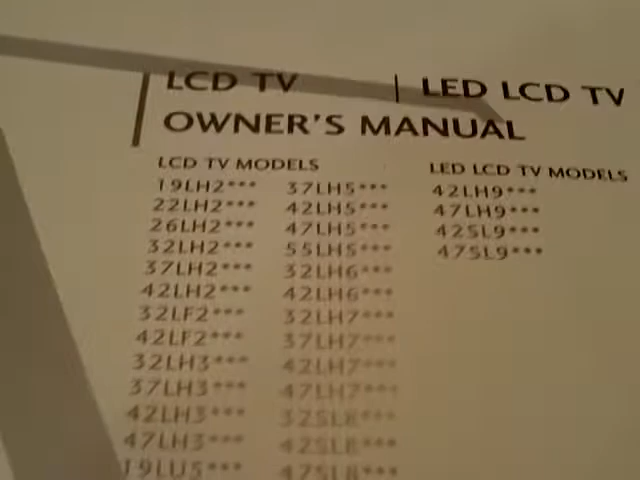 LCD TV | LED LCD TV
OWNER'S MANUAL
LCD TV MODELS
19LH2*** 37LH5***
22LH2*** 42LH5***
26LH2*** 47LH5***
32LH2*** 55LH5***
37LH2*** 32LH6***
42LH2*** 42LH6***
32LF2*** 32LH7***
42LF2*** 37LH7***
32LH3*** 42LH7***
37LH3*** 47LH7***
42LH3*** 32SL8***
47LH3*** 42SL8***
19LU5*** 47SL8***
LED LCD TV MODELS
42LH9***
47LH9***
42SL9***
47SL9***